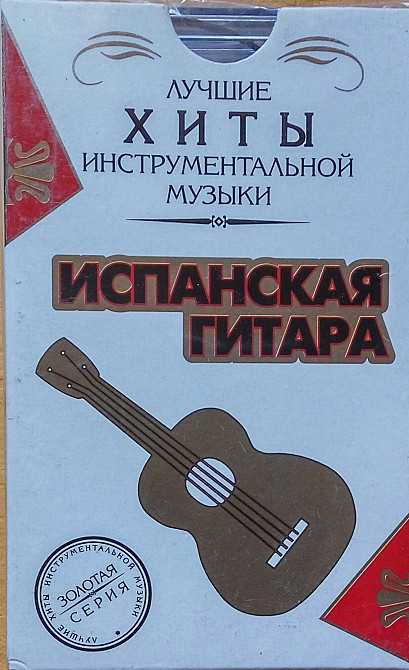 ЛУЧШИЕ
ХИТЫ
ИНСТРУМЕНТАЛЬНОЙ
МУЗЫКИ
ИСПАНСКАЯ
ГИТАРА
ЛУЧШИЕ ХИТЫ ИНСТРУМЕНТАЛЬНОЙ МУЗЫКИ
ЗОЛОТАЯ
СЕРИЯ